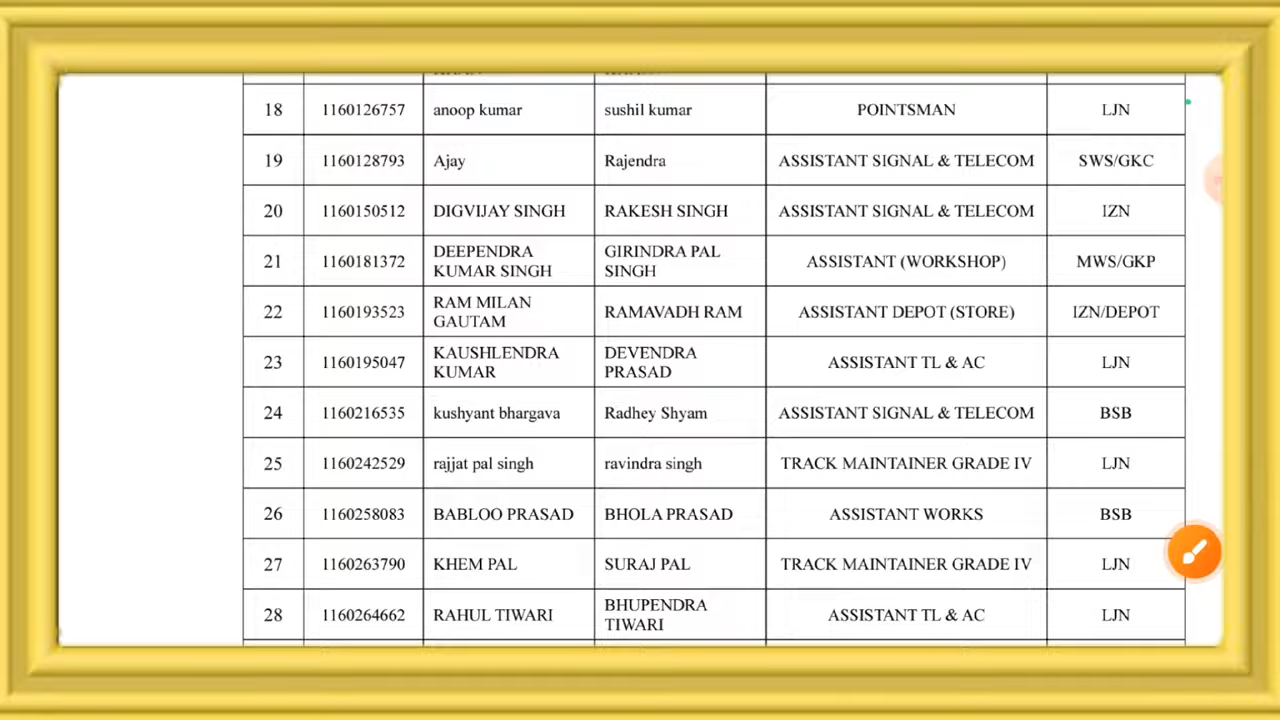 18 1160126757 anoop kumar sushil kumar POINTSMAN LJN
19 1160128793 Ajay Rajendra ASSISTANT SIGNAL & TELECOM SWS/GKC
20 1160150512 DIGVIJAY SINGH RAKESH SINGH ASSISTANT SIGNAL & TELECOM IZN
21 1160181372 DEEPENDRA KUMAR SINGH GIRINDRA PAL SINGH ASSISTANT (WORKSHOP) MWS/GKP
22 1160193523 RAM MILAN GAUTAM RAMAVADH RAM ASSISTANT DEPOT (STORE) IZN/DEPOT
23 1160195047 KAUSHLENDRA KUMAR DEVENDRA PRASAD ASSISTANT TL & AC LJN
24 1160216535 kushyant bhargava Radhey Shyam ASSISTANT SIGNAL & TELECOM BSB
25 1160242529 rajjat pal singh ravindra singh TRACK MAINTAINER GRADE IV LJN
26 1160258083 BABLOO PRASAD BHOLA PRASAD ASSISTANT WORKS BSB
27 1160263790 KHEM PAL SURAJ PAL TRACK MAINTAINER GRADE IV LJN
28 1160264662 RAHUL TIWARI BHUPENDRA TIWARI ASSISTANT TL & AC LJN